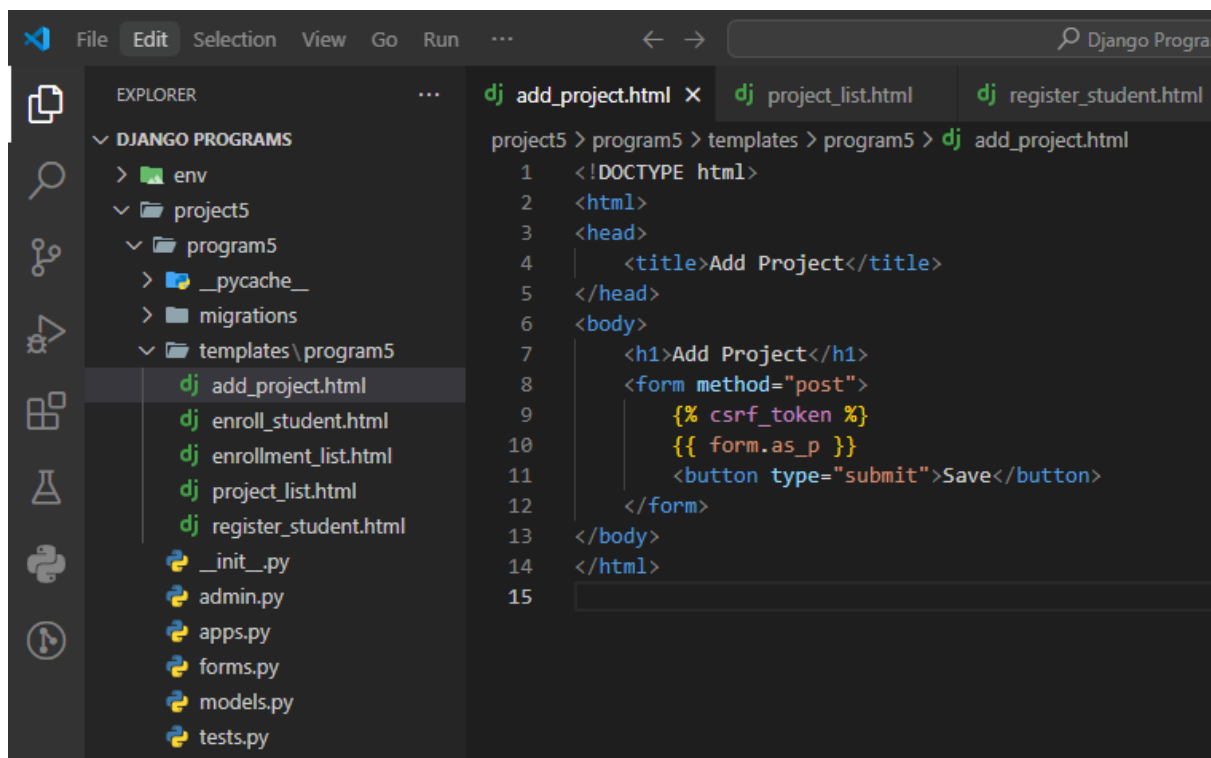 File Edit Selection View Go Run ··· ← → Django Progra
EXPLORER ···
DJANGO PROGRAMS
env
project5
program5
__pycache__
migrations
templates\program5
dj add_project.html
dj enroll_student.html
dj enrollment_list.html
dj project_list.html
dj register_student.html
__init__.py
admin.py
apps.py
forms.py
models.py
tests.py
dj add_project.html × dj project_list.html dj register_student.html
project5 > program5 > templates > program5 > dj add_project.html
1 <!DOCTYPE html>
2 <html>
3 <head>
4 <title>Add Project</title>
5 </head>
6 <body>
7 <h1>Add Project</h1>
8 <form method="post">
9 {% csrf_token %}
10 {{ form.as_p }}
11 <button type="submit">Save</button>
12 </form>
13 </body>
14 </html>
15